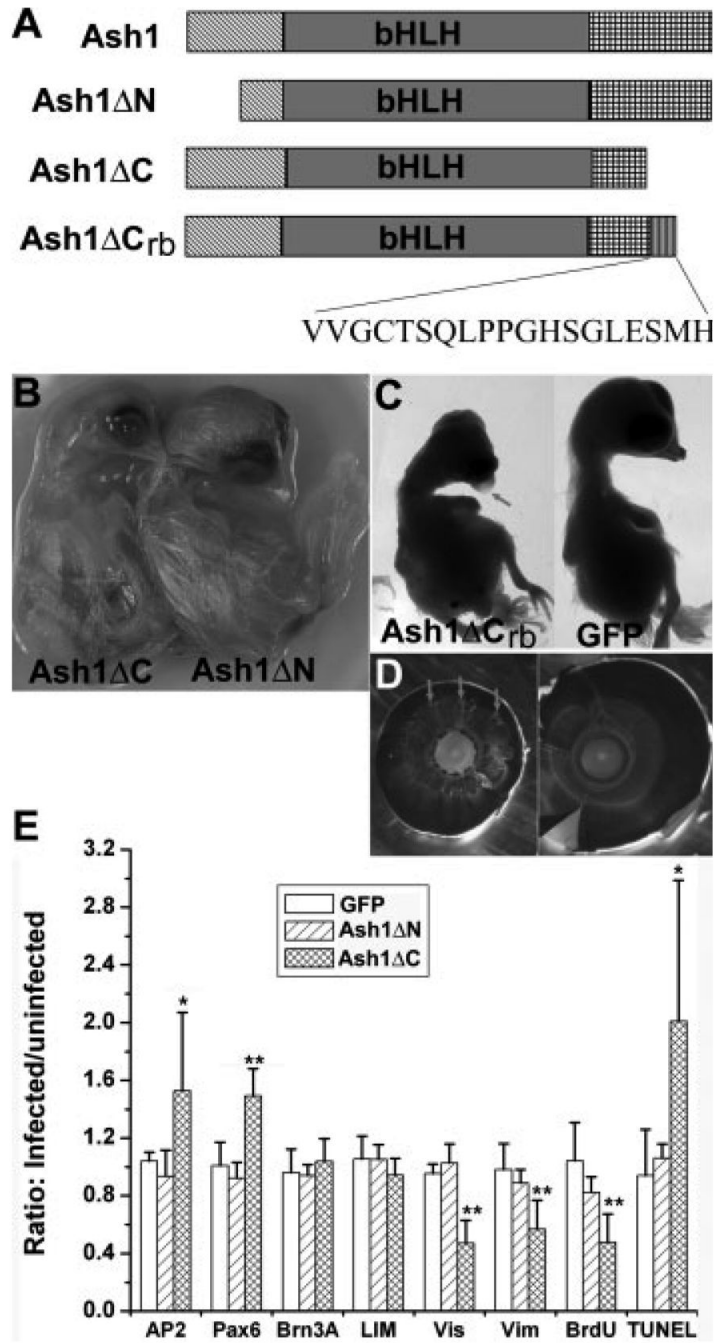 A
Ash1 bHLH
Ash1ΔN bHLH
Ash1ΔC bHLH
Ash1ΔCrb bHLH
VVGCTSQLPPGHSGLESMH
B
Ash1ΔC Ash1ΔN
C
Ash1ΔCrb GFP
D
E
Ratio: Infected/uninfected
3.2
2.8
2.4
2.0
1.6
1.2
0.8
0.4
0.0
GFP
Ash1ΔN
Ash1ΔC
*
**
**
**
**
*
AP2 Pax6 Brn3A LIM Vis Vim BrdU TUNEL